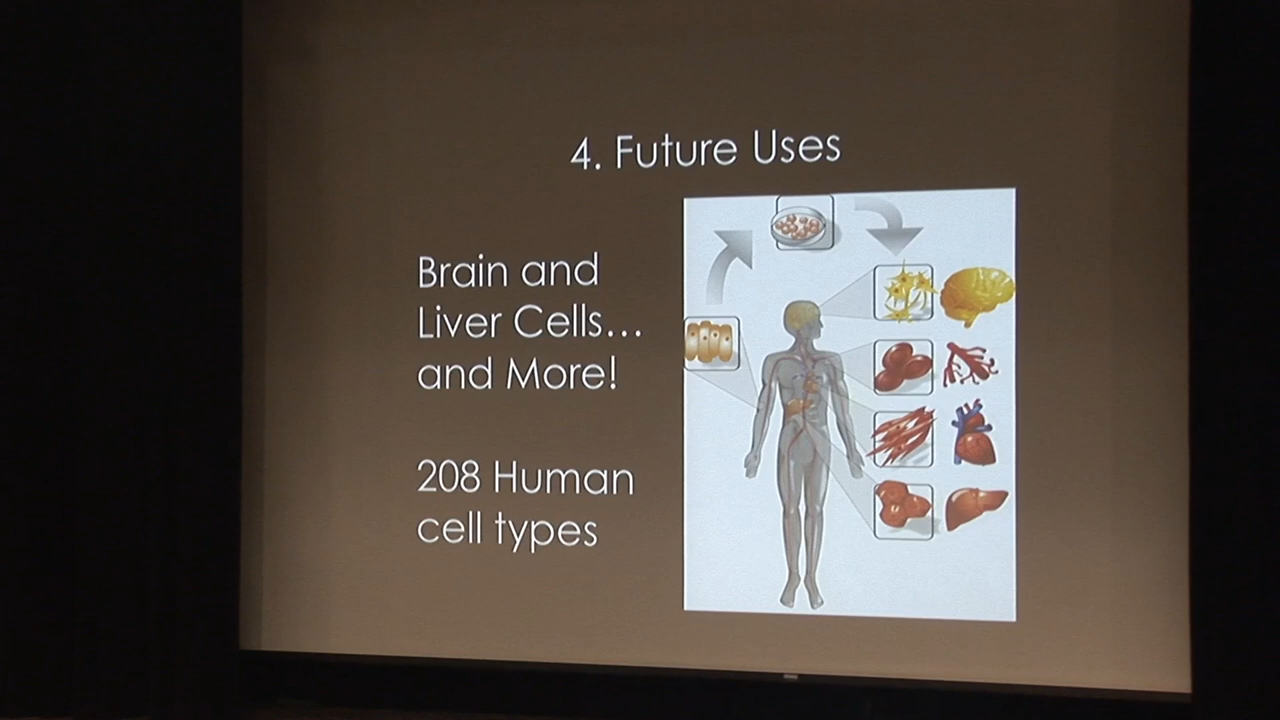 4. Future Uses
Brain and
Liver Cells...
and More!
208 Human
cell types